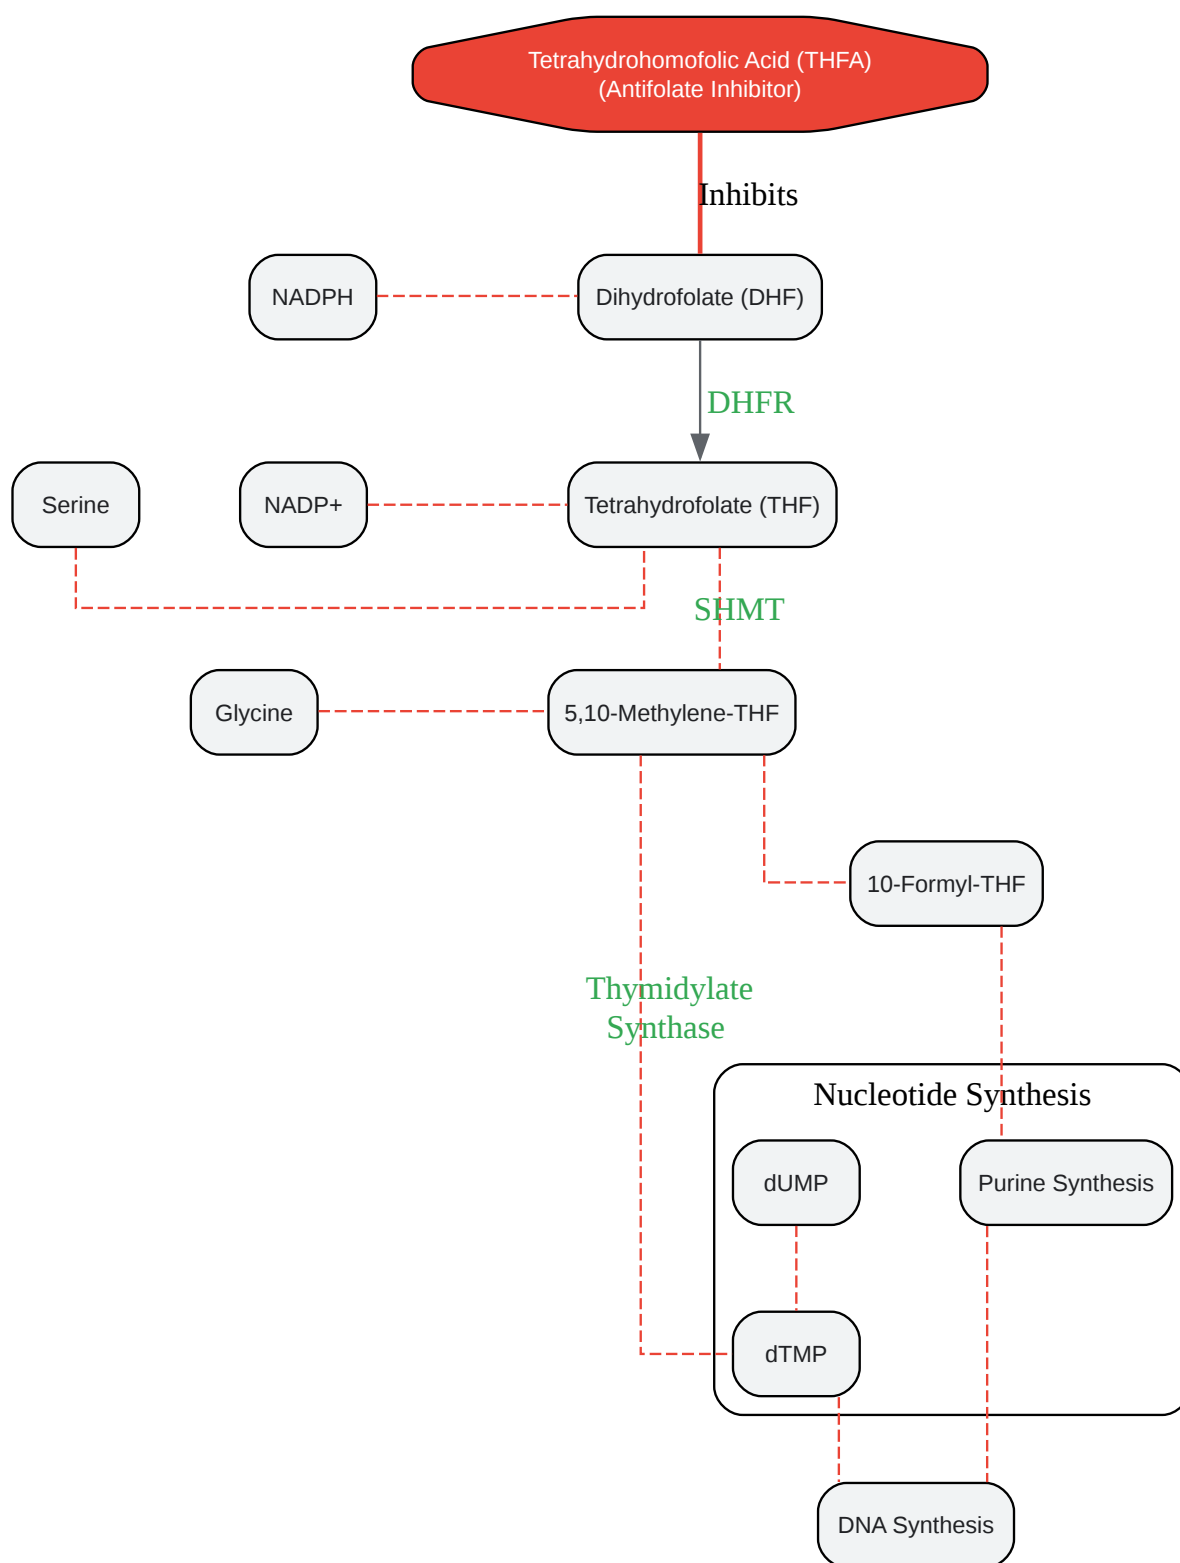 Tetrahydrohomofolic Acid (THFA)
(Antifolate Inhibitor)
Inhibits
NADPH
Dihydrofolate (DHF)
DHFR
Serine
NADP+
Tetrahydrofolate (THF)
SHMT
Glycine
5,10-Methylene-THF
10-Formyl-THF
Thymidylate
Synthase
Nucleotide Synthesis
dUMP
Purine Synthesis
dTMP
DNA Synthesis